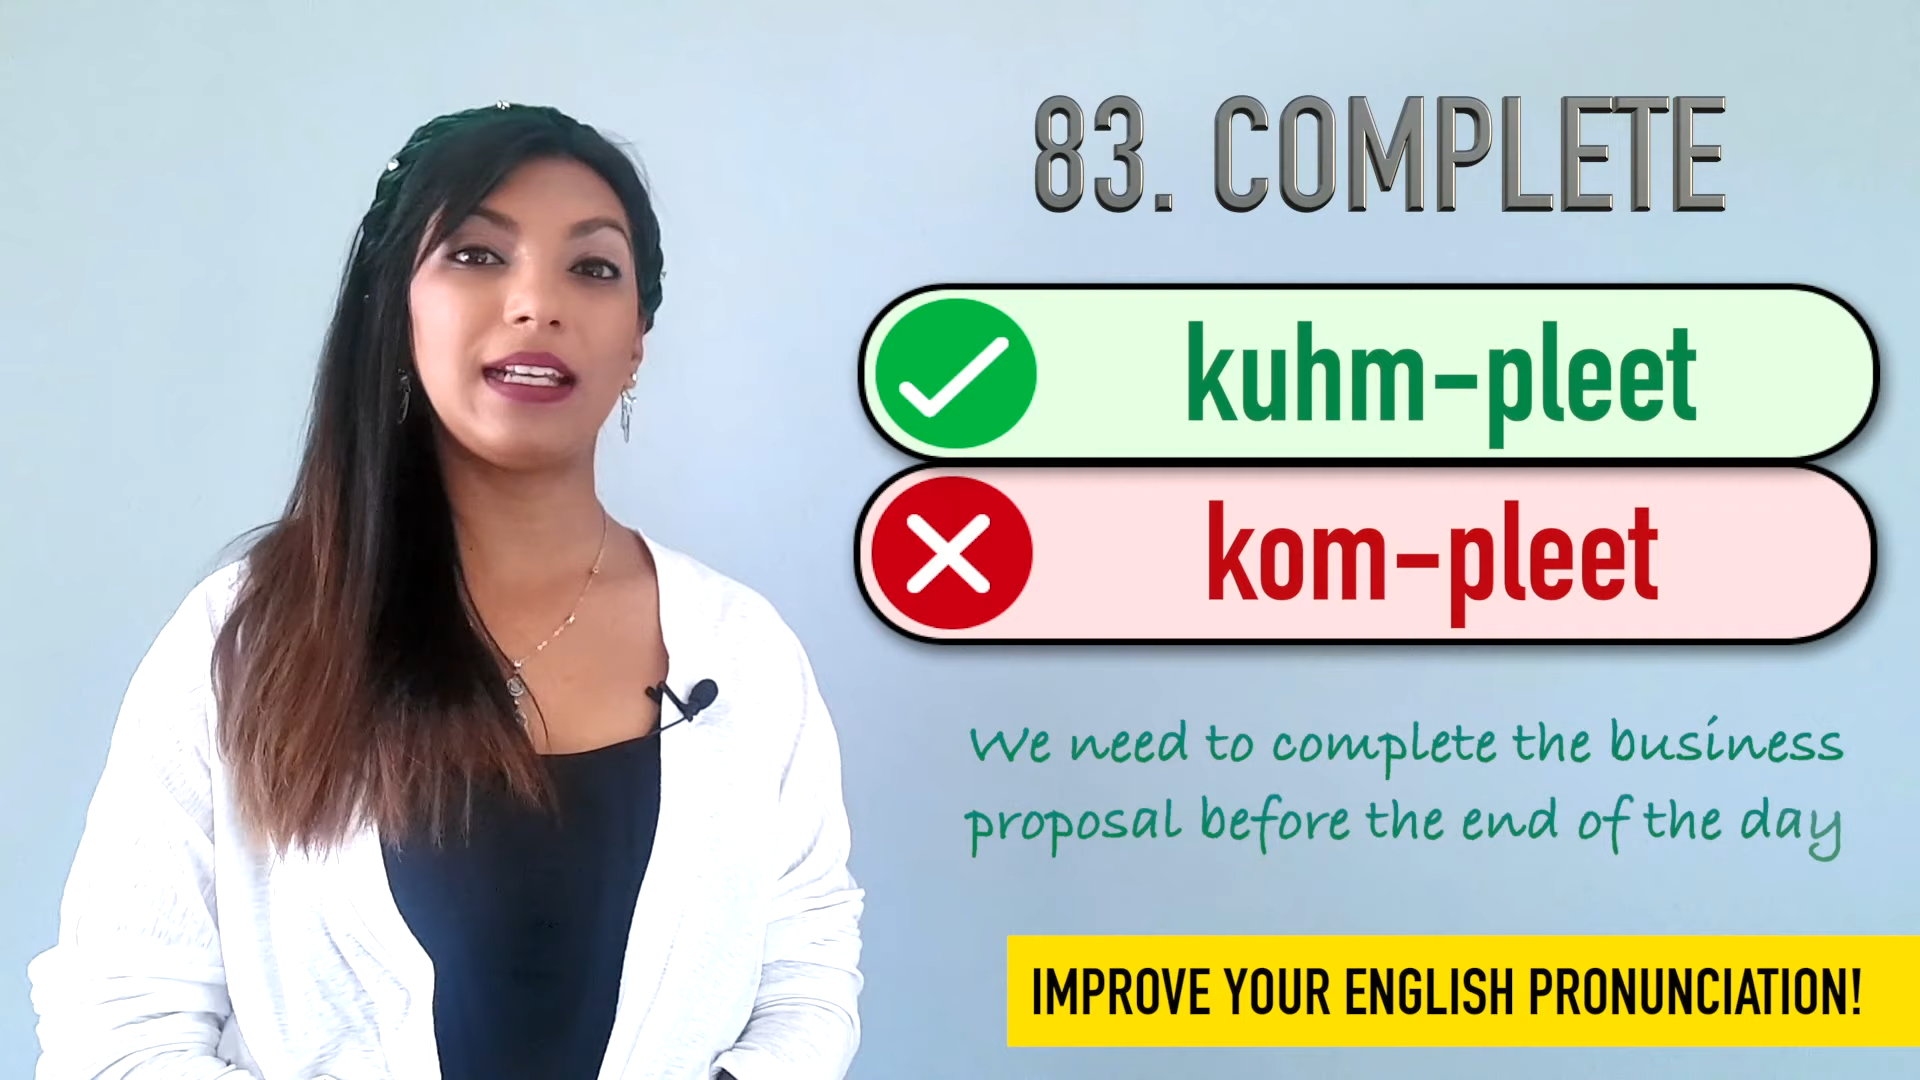 83. COMPLETE
kuhm-pleet
kom-pleet
We need to complete the business
proposal before the end of the day
IMPROVE YOUR ENGLISH PRONUNCIATION!